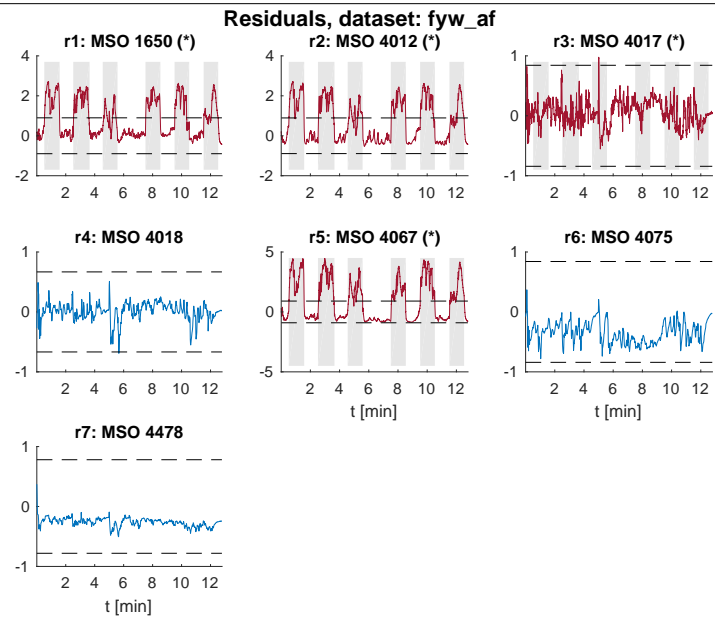 Residuals, dataset: fyw_af
r1: MSO 1650 (*)
r2: MSO 4012 (*)
r3: MSO 4017 (*)
4
2
0
-2
2 4 6 8 10 12
4
2
0
-2
2 4 6 8 10 12
1
0
-1
2 4 6 8 10 12
r4: MSO 4018
r5: MSO 4067 (*)
r6: MSO 4075
1
0
-1
2 4 6 8 10 12
5
0
-5
2 4 6 8 10 12
t [min]
1
0
-1
2 4 6 8 10 12
t [min]
r7: MSO 4478
1
0
-1
2 4 6 8 10 12
t [min]